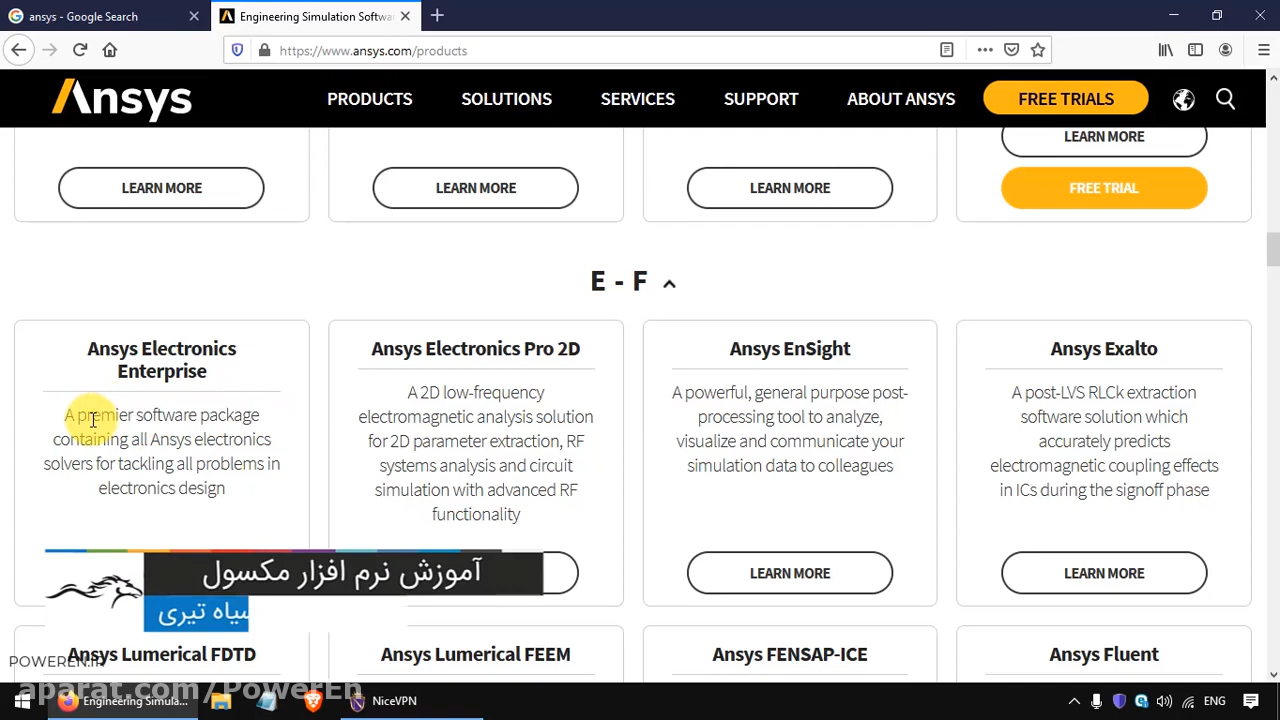 ansys - Google Search
Engineering Simulation Softwa
https://www.ansys.com/products
Ansys
PRODUCTS
SOLUTIONS
SERVICES
SUPPORT
ABOUT ANSYS
FREE TRIALS
LEARN MORE
LEARN MORE
LEARN MORE
LEARN MORE
FREE TRIAL
E - F
Ansys Electronics
Enterprise
A premier software package
containing all Ansys electronics
solvers for tackling all problems in
electronics design
Ansys Electronics Pro 2D
A 2D low-frequency
electromagnetic analysis solution
for 2D parameter extraction, RF
systems analysis and circuit
simulation with advanced RF
functionality
Ansys EnSight
A powerful, general purpose post-
processing tool to analyze,
visualize and communicate your
simulation data to colleagues
LEARN MORE
Ansys Exalto
A post-LVS RLCk extraction
software solution which
accurately predicts
electromagnetic coupling effects
in ICs during the signoff phase
LEARN MORE
آموزش نرم افزار مکسول
سیاه تیری
Ansys Lumerical FDTD
Ansys Lumerical FEEM
Ansys FENSAP-ICE
Ansys Fluent
POWEREN.IR
aparat.com/PowerEn
Engineering Simula...
NiceVPN
ENG